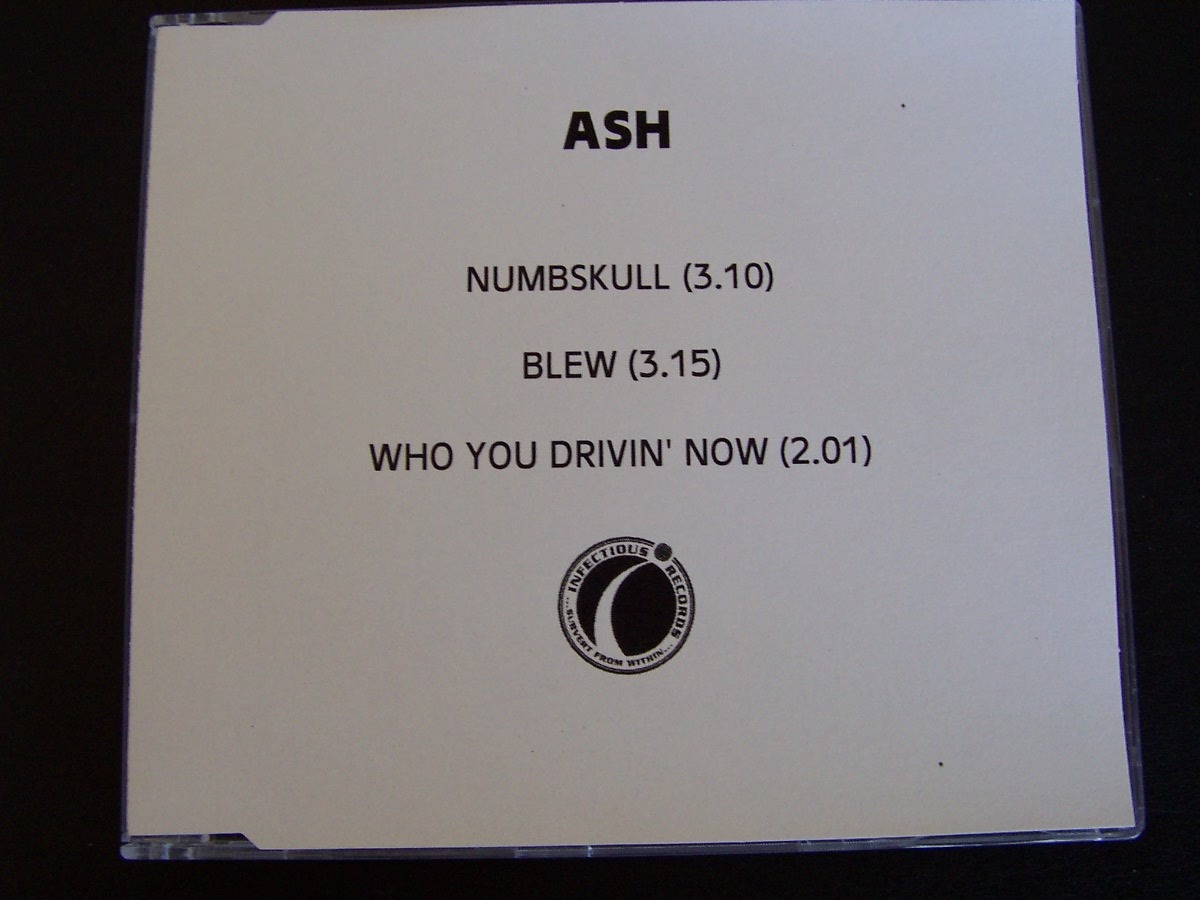 ASH
NUMBSKULL (3.10)
BLEW (3.15)
WHO YOU DRIVIN' NOW (2.01)
INFECTIOUS RECORDS
...SUBVERT FROM WITHIN...